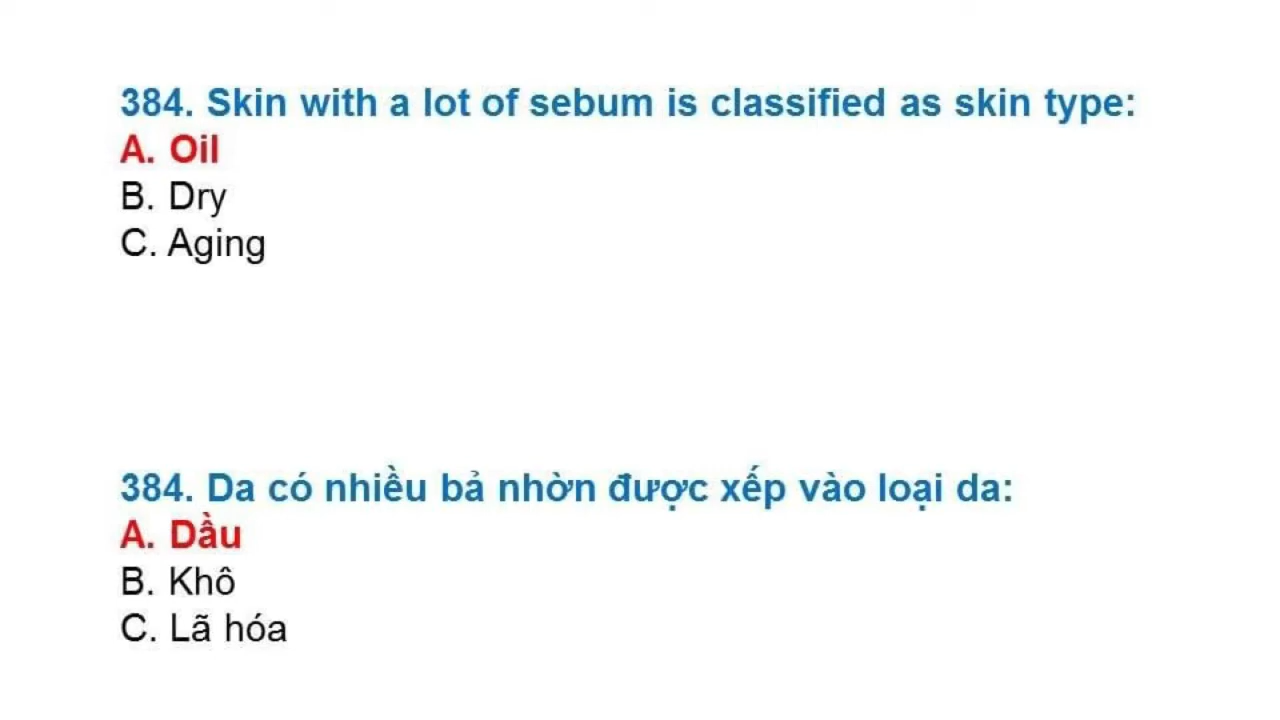 384. Skin with a lot of sebum is classified as skin type:
A. Oil
B. Dry
C. Aging
384. Da có nhiều bả nhờn được xếp vào loại da:
A. Dầu
B. Khô
C. Lã hóa